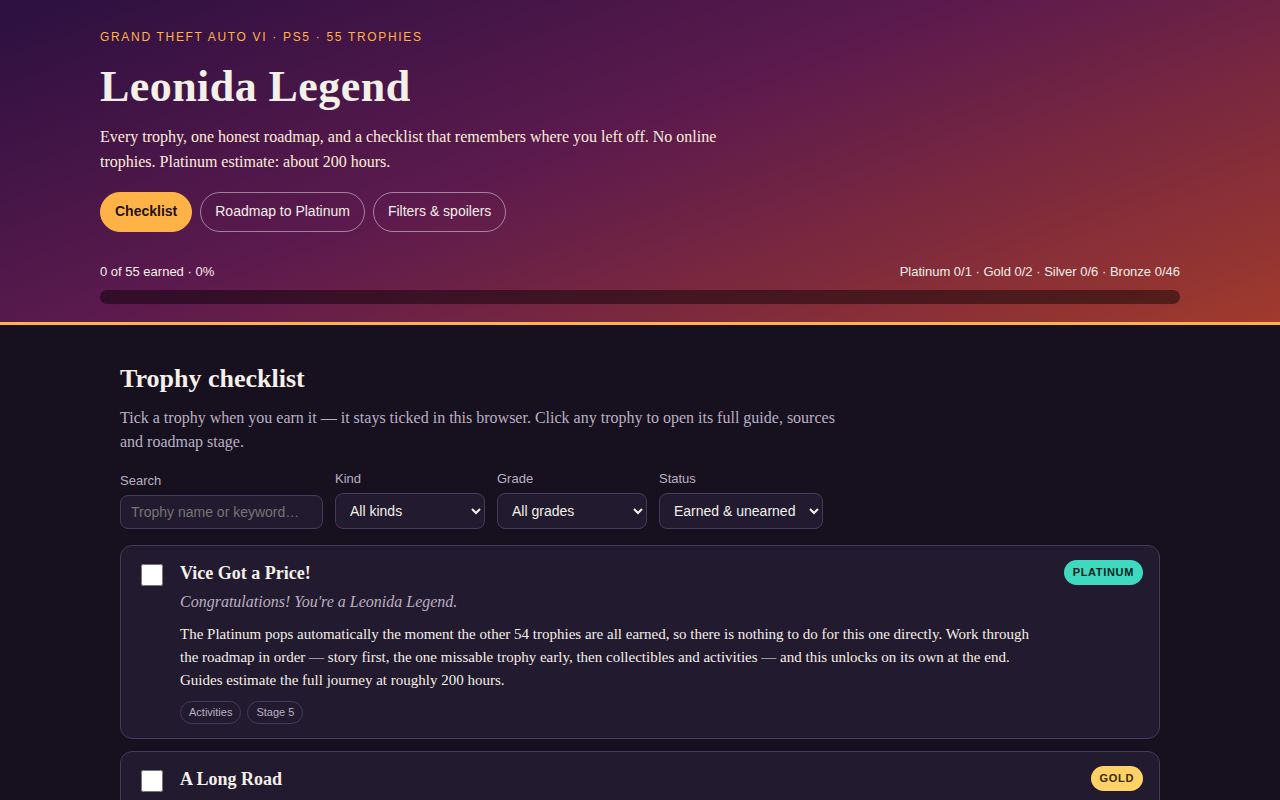 GRAND THEFT AUTO VI · PS5 · 55 TROPHIES
Leonida Legend
Every trophy, one honest roadmap, and a checklist that remembers where you left off. No online
trophies. Platinum estimate: about 200 hours.
Checklist
Roadmap to Platinum
Filters & spoilers
0 of 55 earned · 0%
Platinum 0/1 · Gold 0/2 · Silver 0/6 · Bronze 0/46
Trophy checklist
Tick a trophy when you earn it — it stays ticked in this browser. Click any trophy to open its full guide, sources
and roadmap stage.
Search
Kind
Grade
Status
Trophy name or keyword…
All kinds
All grades
Earned & unearned
Vice Got a Price!
PLATINUM
Congratulations! You're a Leonida Legend.
The Platinum pops automatically the moment the other 54 trophies are all earned, so there is nothing to do for this one directly. Work through
the roadmap in order — story first, the one missable trophy early, then collectibles and activities — and this unlocks on its own at the end.
Guides estimate the full journey at roughly 200 hours.
Activities
Stage 5
A Long Road
GOLD